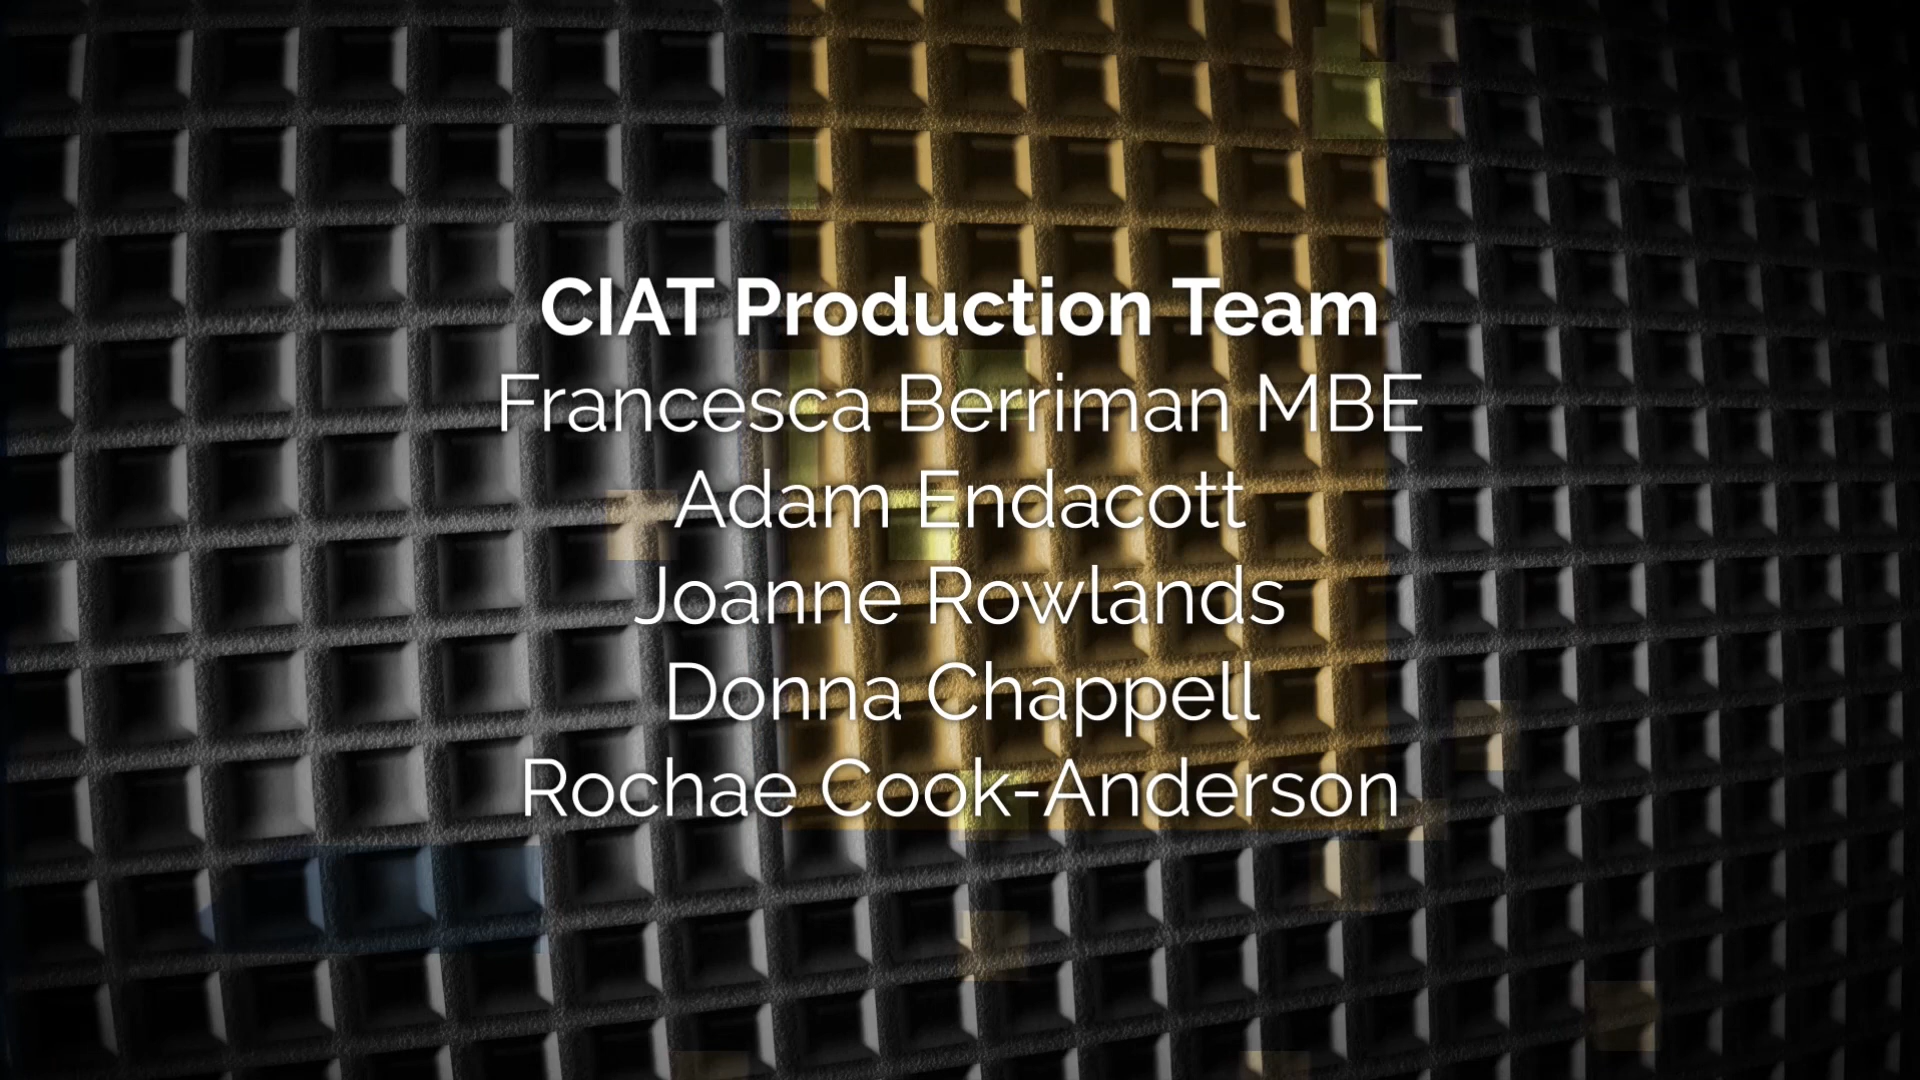 CIAT Production Team
Francesca Berriman MBE
Adam Endacott
Joanne Rowlands
Donna Chappell
Rochae Cook-Anderson